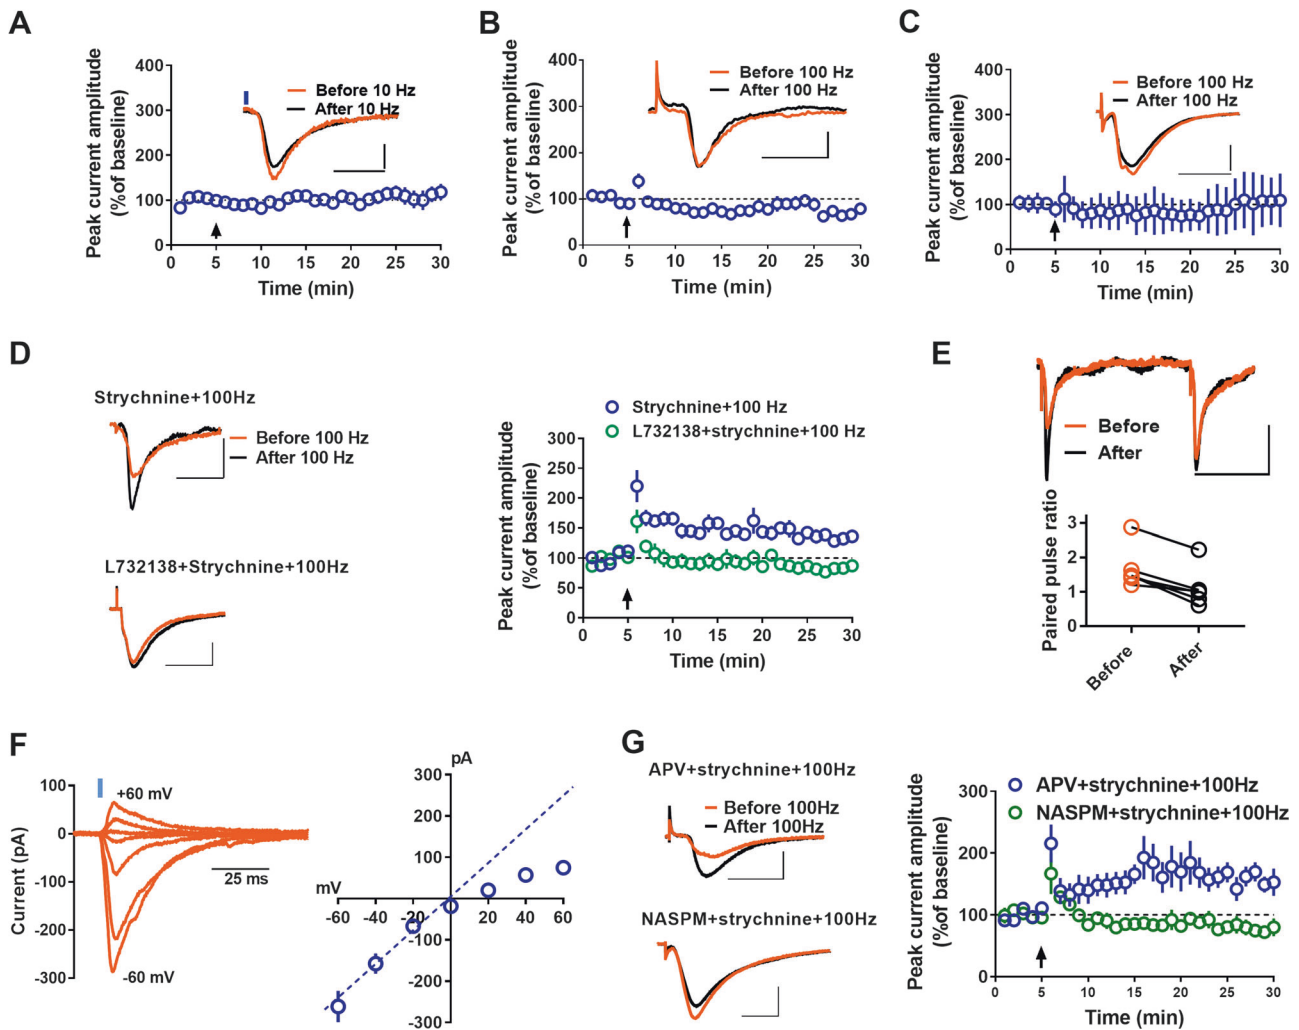 A
Peak current amplitude
(%of baseline)
400
300
200
100
0
Before 10 Hz
After 10 Hz
0
5
10
15
20
25
30
Time (min)
B
Peak current amplitude
(%of baseline)
400
300
200
100
0
Before 100 Hz
After 100 Hz
0
5
10
15
20
25
30
Time (min)
C
Peak current amplitude
(%of baseline)
400
300
200
100
0
Before 100 Hz
After 100 Hz
0
5
10
15
20
25
30
Time (min)
D
Strychnine+100Hz
Before 100 Hz
After 100 Hz
L732138+Strychnine+100Hz
Strychnine+100 Hz
L732138+strychnine+100 Hz
Peak current amplitude
(%of baseline)
300
250
200
150
100
50
0
0
5
10
15
20
25
30
Time (min)
E
Before
After
Paired pulse ratio
3
2
1
0
Before
After
F
Current (pA)
100
0
-100
-200
-300
+60 mV
-60 mV
25 ms
pA
300
200
100
mV
-60
-40
-20
20
40
60
-100
-200
-300
G
APV+strychnine+100Hz
Before 100Hz
After 100Hz
NASPM+strychnine+100Hz
APV+strychnine+100Hz
NASPM+strychnine+100Hz
Peak current amplitude
(%of baseline)
300
200
100
0
0
5
10
15
20
25
30
Time (min)